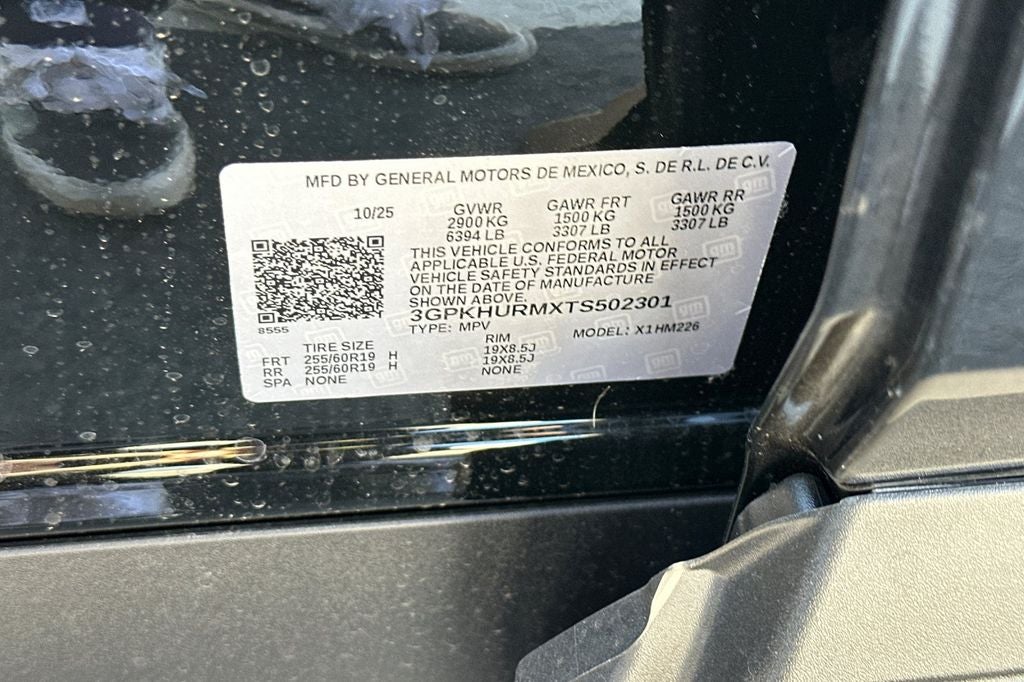 MFD BY GENERAL MOTORS DE MEXICO, S. DE R.L. DE C.V.
10/25 GVWR GAWR FRT GAWR RR
2900 KG 1500 KG 1500 KG
6394 LB 3307 LB 3307 LB
THIS VEHICLE CONFORMS TO ALL
APPLICABLE U.S. FEDERAL MOTOR
VEHICLE SAFETY STANDARDS IN EFFECT
ON THE DATE OF MANUFACTURE
SHOWN ABOVE.
3GPKHURMXTS502301
8555 TYPE: MPV MODEL: X1HM226
TIRE SIZE RIM
FRT 255/60R19 H 19X8.5J
RR 255/60R19 H 19X8.5J
SPA NONE NONE